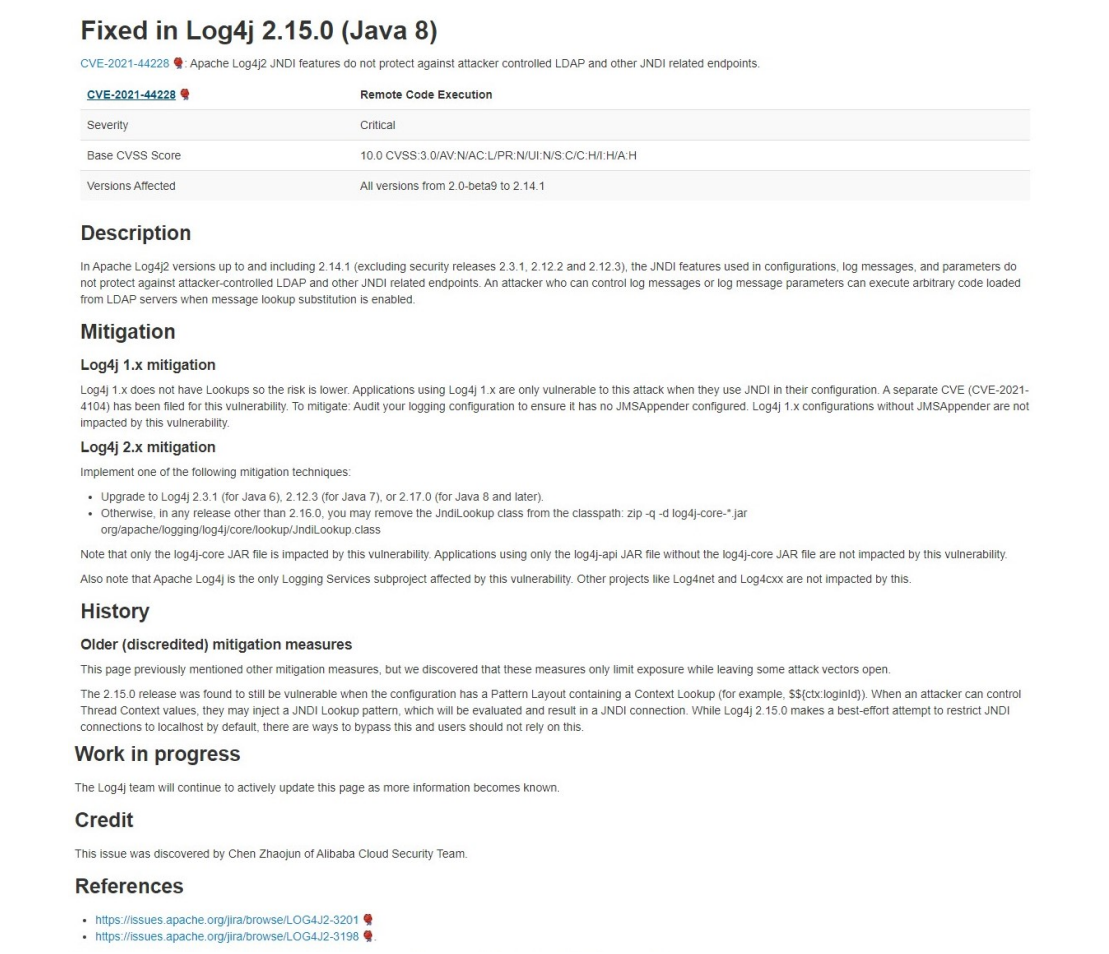 Fixed in Log4j 2.15.0 (Java 8)
CVE-2021-44228 : Apache Log4j2 JNDI features do not protect against attacker controlled LDAP and other JNDI related endpoints.
CVE-2021-44228 Remote Code Execution
Severity Critical
Base CVSS Score 10.0 CVSS:3.0/AV:N/AC:L/PR:N/UI:N/S:C/C:H/I:H/A:H
Versions Affected All versions from 2.0-beta9 to 2.14.1
Description
In Apache Log4j2 versions up to and including 2.14.1 (excluding security releases 2.3.1, 2.12.2 and 2.12.3), the JNDI features used in configurations, log messages, and parameters do
not protect against attacker-controlled LDAP and other JNDI related endpoints. An attacker who can control log messages or log message parameters can execute arbitrary code loaded
from LDAP servers when message lookup substitution is enabled.
Mitigation
Log4j 1.x mitigation
Log4j 1.x does not have Lookups so the risk is lower. Applications using Log4j 1.x are only vulnerable to this attack when they use JNDI in their configuration. A separate CVE (CVE-2021-
4104) has been filed for this vulnerability. To mitigate: Audit your logging configuration to ensure it has no JMSAppender configured. Log4j 1.x configurations without JMSAppender are not
impacted by this vulnerability.
Log4j 2.x mitigation
Implement one of the following mitigation techniques:
• Upgrade to Log4j 2.3.1 (for Java 6), 2.12.3 (for Java 7), or 2.17.0 (for Java 8 and later).
• Otherwise, in any release other than 2.16.0, you may remove the JndiLookup class from the classpath: zip -q -d log4j-core-*.jar
org/apache/logging/log4j/core/lookup/JndiLookup.class
Note that only the log4j-core JAR file is impacted by this vulnerability. Applications using only the log4j-api JAR file without the log4j-core JAR file are not impacted by this vulnerability.
Also note that Apache Log4j is the only Logging Services subproject affected by this vulnerability. Other projects like Log4net and Log4cxx are not impacted by this.
History
Older (discredited) mitigation measures
This page previously mentioned other mitigation measures, but we discovered that these measures only limit exposure while leaving some attack vectors open.
The 2.15.0 release was found to still be vulnerable when the configuration has a Pattern Layout containing a Context Lookup (for example, $${ctx:loginId}). When an attacker can control
Thread Context values, they may inject a JNDI Lookup pattern, which will be evaluated and result in a JNDI connection. While Log4j 2.15.0 makes a best-effort attempt to restrict JNDI
connections to localhost by default, there are ways to bypass this and users should not rely on this.
Work in progress
The Log4j team will continue to actively update this page as more information becomes known.
Credit
This issue was discovered by Chen Zhaojun of Alibaba Cloud Security Team.
References
• https://issues.apache.org/jira/browse/LOG4J2-3201
• https://issues.apache.org/jira/browse/LOG4J2-3198 .